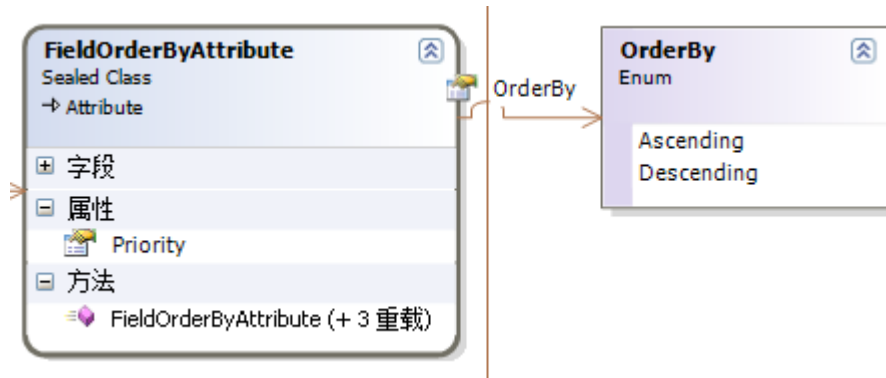 FieldOrderByAttribute
Sealed Class
Attribute
字段
属性
Priority
方法
FieldOrderByAttribute (+ 3 重载)
OrderBy
OrderBy
Enum
Ascending
Descending